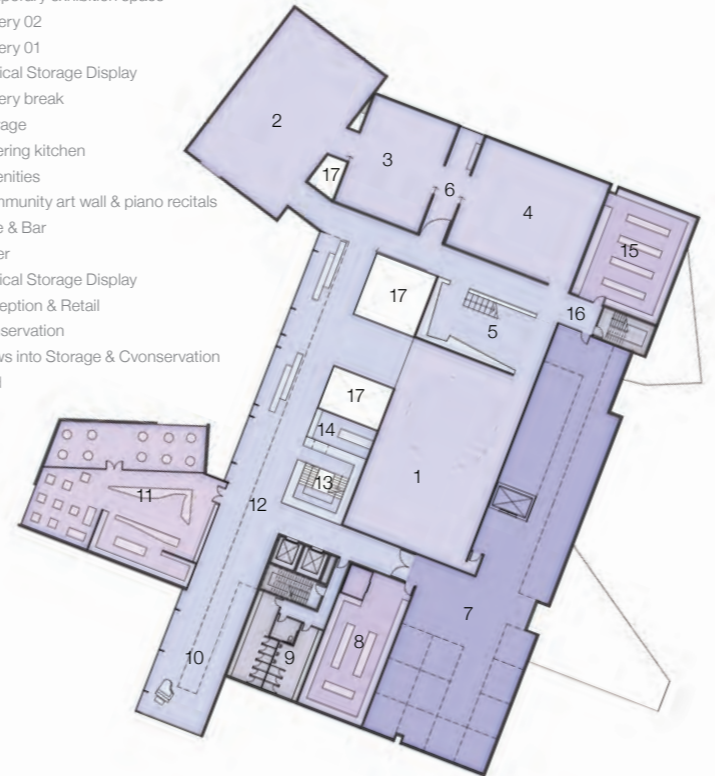 porary exhibition space
ery 02
ery 01
ical Storage Display
ery break
rage
ering kitchen
enities
mmunity art wall & piano recitals
e & Bar
er
ical Storage Display
eption & Retail
servation
ws into Storage & Cvonservation
2
3
17
6
4
15
17
16
5
17
14
1
13
11
12
7
8
9
10